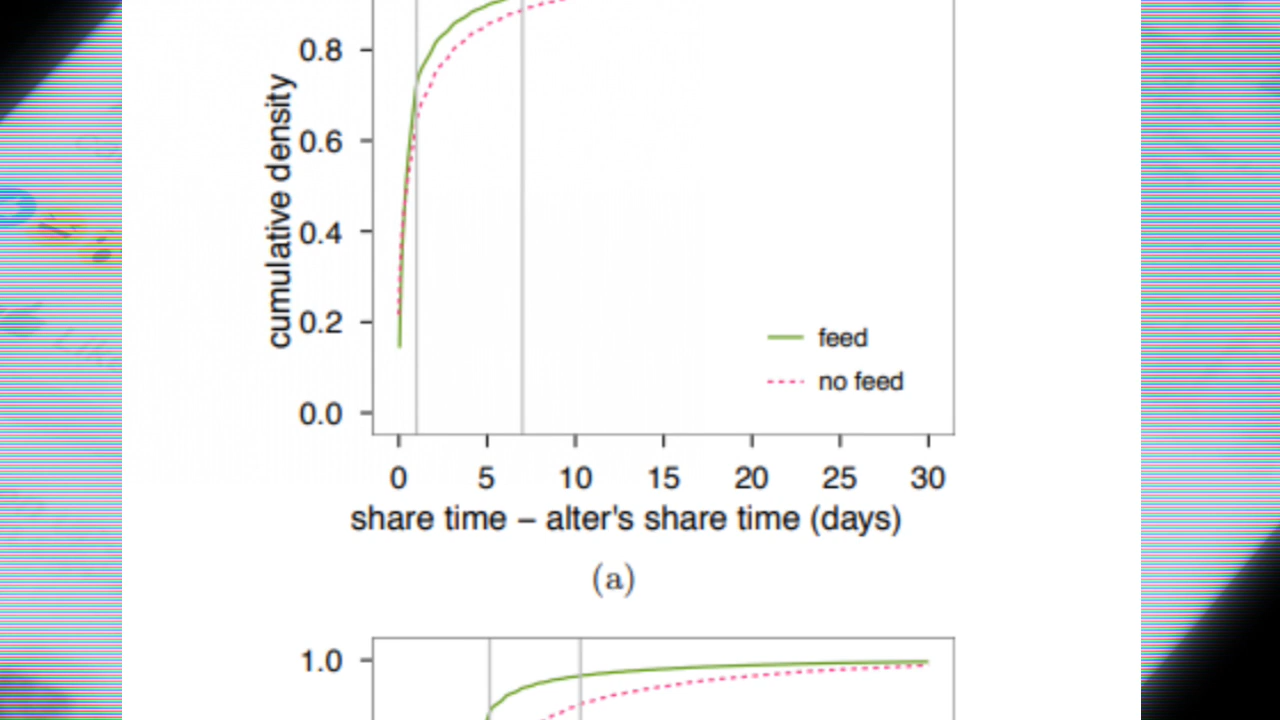 0.8
0.6
0.4
0.2
0.0
cumulative density
feed
no feed
0 5 10 15 20 25 30
share time – alter's share time (days)
(a)
1.0